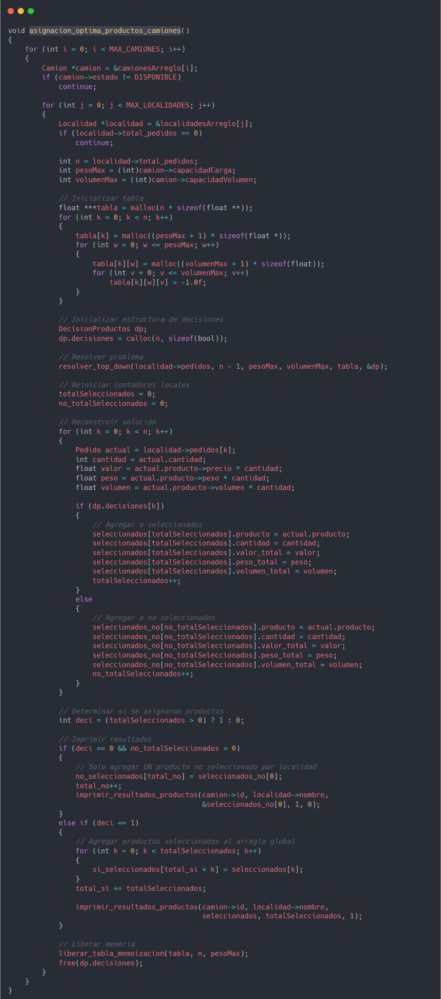 void asignacion_optima_productos_camiones()
{
    for (int i = 0; i < MAX_CAMIONES; i++)
    {
        Camion *camion = &camionesArreglo[i];
        if (camion->estado != DISPONIBLE)
            continue;

        for (int j = 0; j < MAX_LOCALIDADES; j++)
        {
            Localidad *localidad = &localidadesArreglo[j];
            if (localidad->total_pedidos == 0)
                continue;

            int n = localidad->total_pedidos;
            int pesoMax = (int)camion->capacidadCarga;
            int volumenMax = (int)camion->capacidadVolumen;

            // Inicializar tabla
            float ***tabla = malloc(n * sizeof(float **));
            for (int k = 0; k < n; k++)
            {
                tabla[k] = malloc((pesoMax + 1) * sizeof(float *));
                for (int w = 0; w <= pesoMax; w++)
                {
                    tabla[k][w] = malloc((volumenMax + 1) * sizeof(float));
                    for (int v = 0; v <= volumenMax; v++)
                        tabla[k][w][v] = -1.0f;
                }
            }

            // Inicializar estructura de decisiones
            DecisionProductos dp;
            dp.decisiones = calloc(n, sizeof(bool));

            // Resolver problema
            resolver_top_down(localidad->pedidos, n - 1, pesoMax, volumenMax, tabla, &dp);

            // Reiniciar contadores locales
            totalSeleccionados = 0;
            no_totalSeleccionados = 0;

            // Reconstruir solución
            for (int k = 0; k < n; k++)
            {
                Pedido actual = localidad->pedidos[k];
                int cantidad = actual.cantidad;
                float valor = actual.producto->precio * cantidad;
                float peso = actual.producto->peso * cantidad;
                float volumen = actual.producto->volumen * cantidad;

                if (dp.decisiones[k])
                {
                    // Agregar a seleccionados
                    seleccionados[totalSeleccionados].producto = actual.producto;
                    seleccionados[totalSeleccionados].cantidad = cantidad;
                    seleccionados[totalSeleccionados].valor_total = valor;
                    seleccionados[totalSeleccionados].peso_total = peso;
                    seleccionados[totalSeleccionados].volumen_total = volumen;
                    totalSeleccionados++;
                }
                else
                {
                    // Agregar a no seleccionados
                    seleccionados_no[no_totalSeleccionados].producto = actual.producto;
                    seleccionados_no[no_totalSeleccionados].cantidad = cantidad;
                    seleccionados_no[no_totalSeleccionados].valor_total = valor;
                    seleccionados_no[no_totalSeleccionados].peso_total = peso;
                    seleccionados_no[no_totalSeleccionados].volumen_total = volumen;
                    no_totalSeleccionados++;
                }
            }

            // Determinar si se asignaron productos
            int deci = (totalSeleccionados > 0) ? 1 : 0;

            // Imprimir resultados
            if (deci == 0 && no_totalSeleccionados > 0)
            {
                // Solo agregar UN producto no seleccionado por localidad
                no_seleccionados[total_no] = seleccionados_no[0];
                total_no++;
                imprimir_resultados_productos(camion->id, localidad->nombre,
                                              &seleccionados_no[0], 1, 0);
            }
            else if (deci == 1)
            {
                // Agregar productos seleccionados al arreglo global
                for (int k = 0; k < totalSeleccionados; k++)
                {
                    si_seleccionados[total_si + k] = seleccionados[k];
                }
                total_si += totalSeleccionados;

                imprimir_resultados_productos(camion->id, localidad->nombre,
                                              seleccionados, totalSeleccionados, 1);
            }

            // Liberar memoria
            liberar_tabla_memoizacion(tabla, n, pesoMax);
            free(dp.decisiones);
        }
    }
}